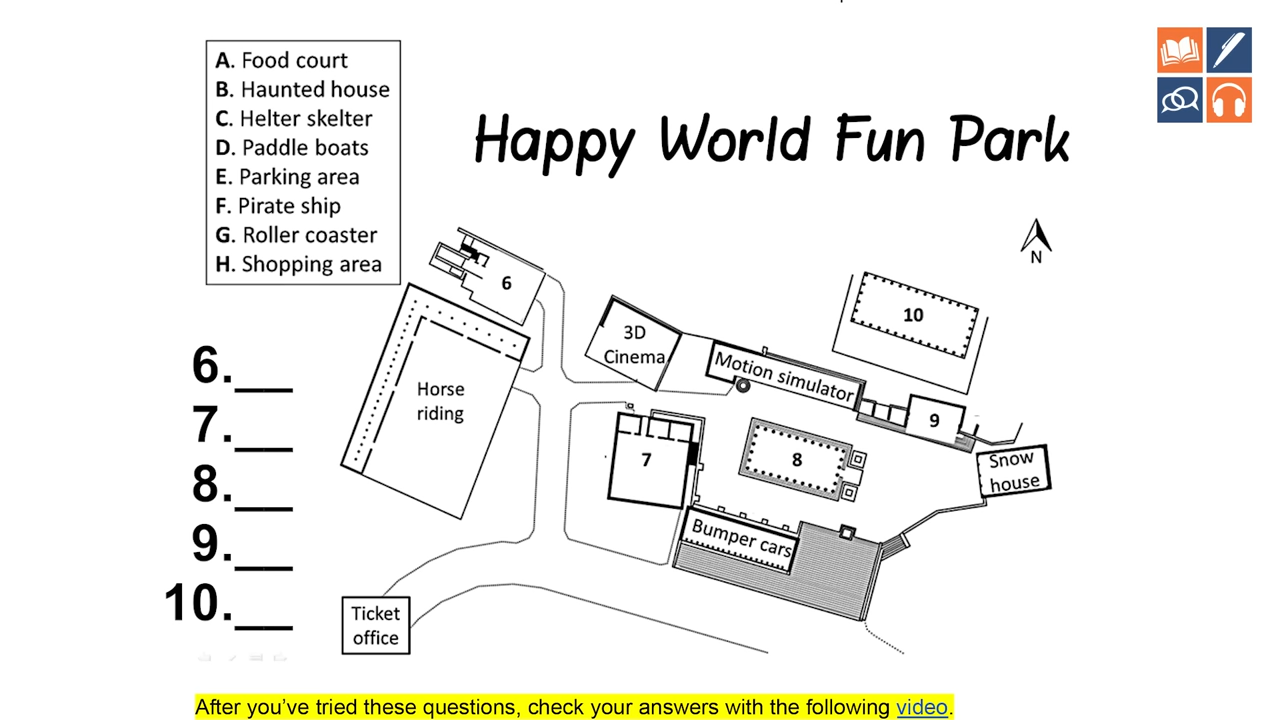 A. Food court
B. Haunted house
C. Helter skelter
D. Paddle boats
E. Parking area
F. Pirate ship
G. Roller coaster
H. Shopping area
Happy World Fun Park
N
6
10
3D
Cinema
Motion simulator
Horse
riding
9
7
8
Snow
house
Bumper cars
Ticket
office
6.__
7.__
8.__
9.__
10.__
After you've tried these questions, check your answers with the following video.